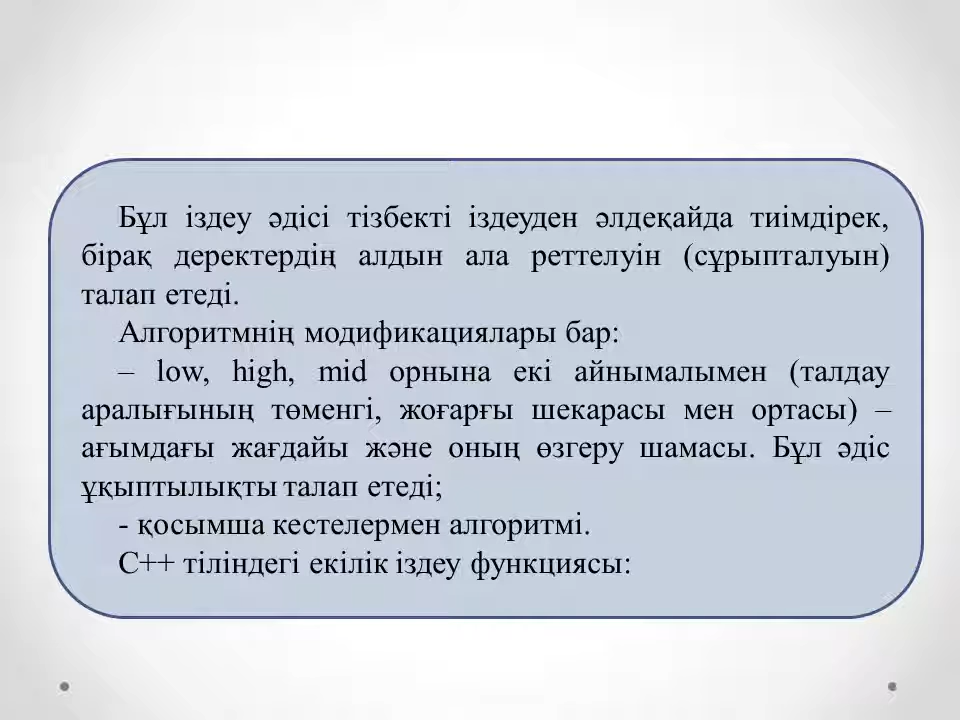 Бұл іздеу әдісі тізбекті іздеуден әлдеқайда тиімдірек,
бірақ деректердің алдын ала реттелуін (сұрыпталуын)
талап етеді.
Алгоритмнің модификациялары бар:
– low, high, mid орнына екі айнымалымен (талдау
аралығының төменгі, жоғарғы шекарасы мен ортасы) –
ағымдағы жағдайы және оның өзгеру шамасы. Бұл әдіс
ұқыптылықты талап етеді;
- қосымша кестелермен алгоритмі.
C++ тіліндегі екілік іздеу функциясы: